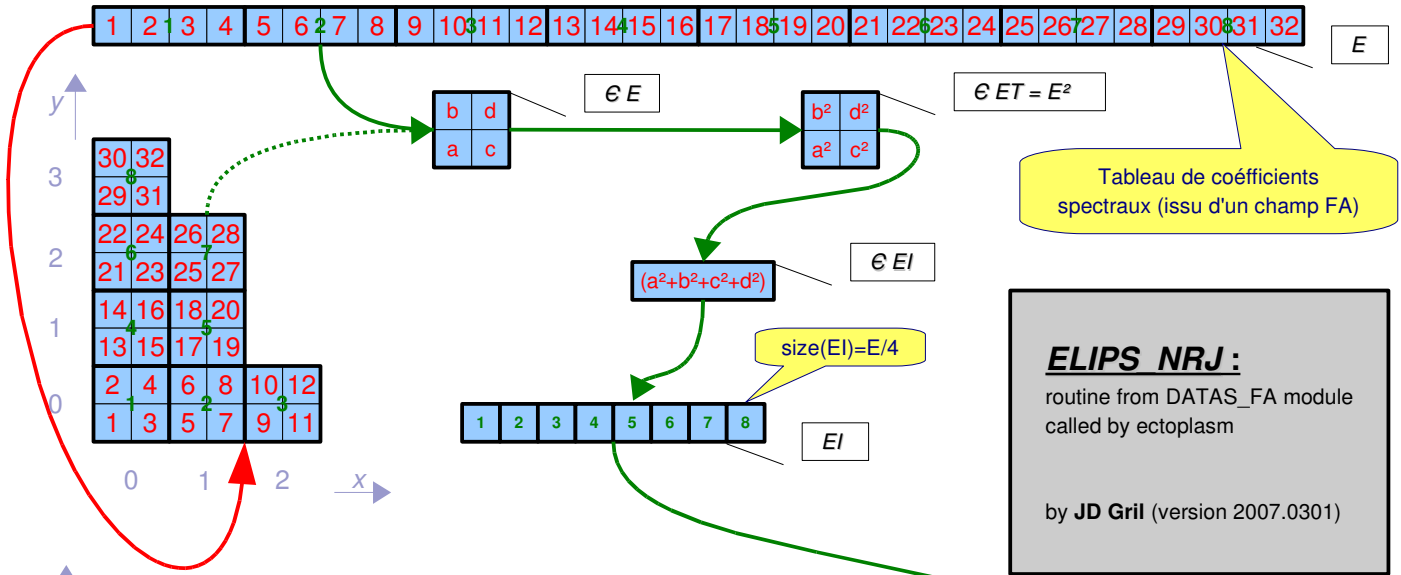 1 2 3 4 5 6 7 8 9 10 11 12 13 14 15 16 17 18 19 20 21 22 23 24 25 26 27 28 29 30 31 32
1 2 3 4 5 6 7 8
E
y
Є E
b d
a c
Є ET = E²
b² d²
a² c²
Tableau de coéfficients
spectraux (issu d'un champ FA)
3
30 32
8
29 31
2
22 24 26 28
6 7
21 23 25 27
1
14 16 18 20
4 5
13 15 17 19
0
2 4 6 8 10 12
1 2 3
1 3 5 7 9 11
0 1 2 x
Є EI
(a²+b²+c²+d²)
size(EI)=E/4
1 2 3 4 5 6 7 8
EI
ELIPS_NRJ :
routine from DATAS_FA module
called by ectoplasm
by JD Gril (version 2007.0301)